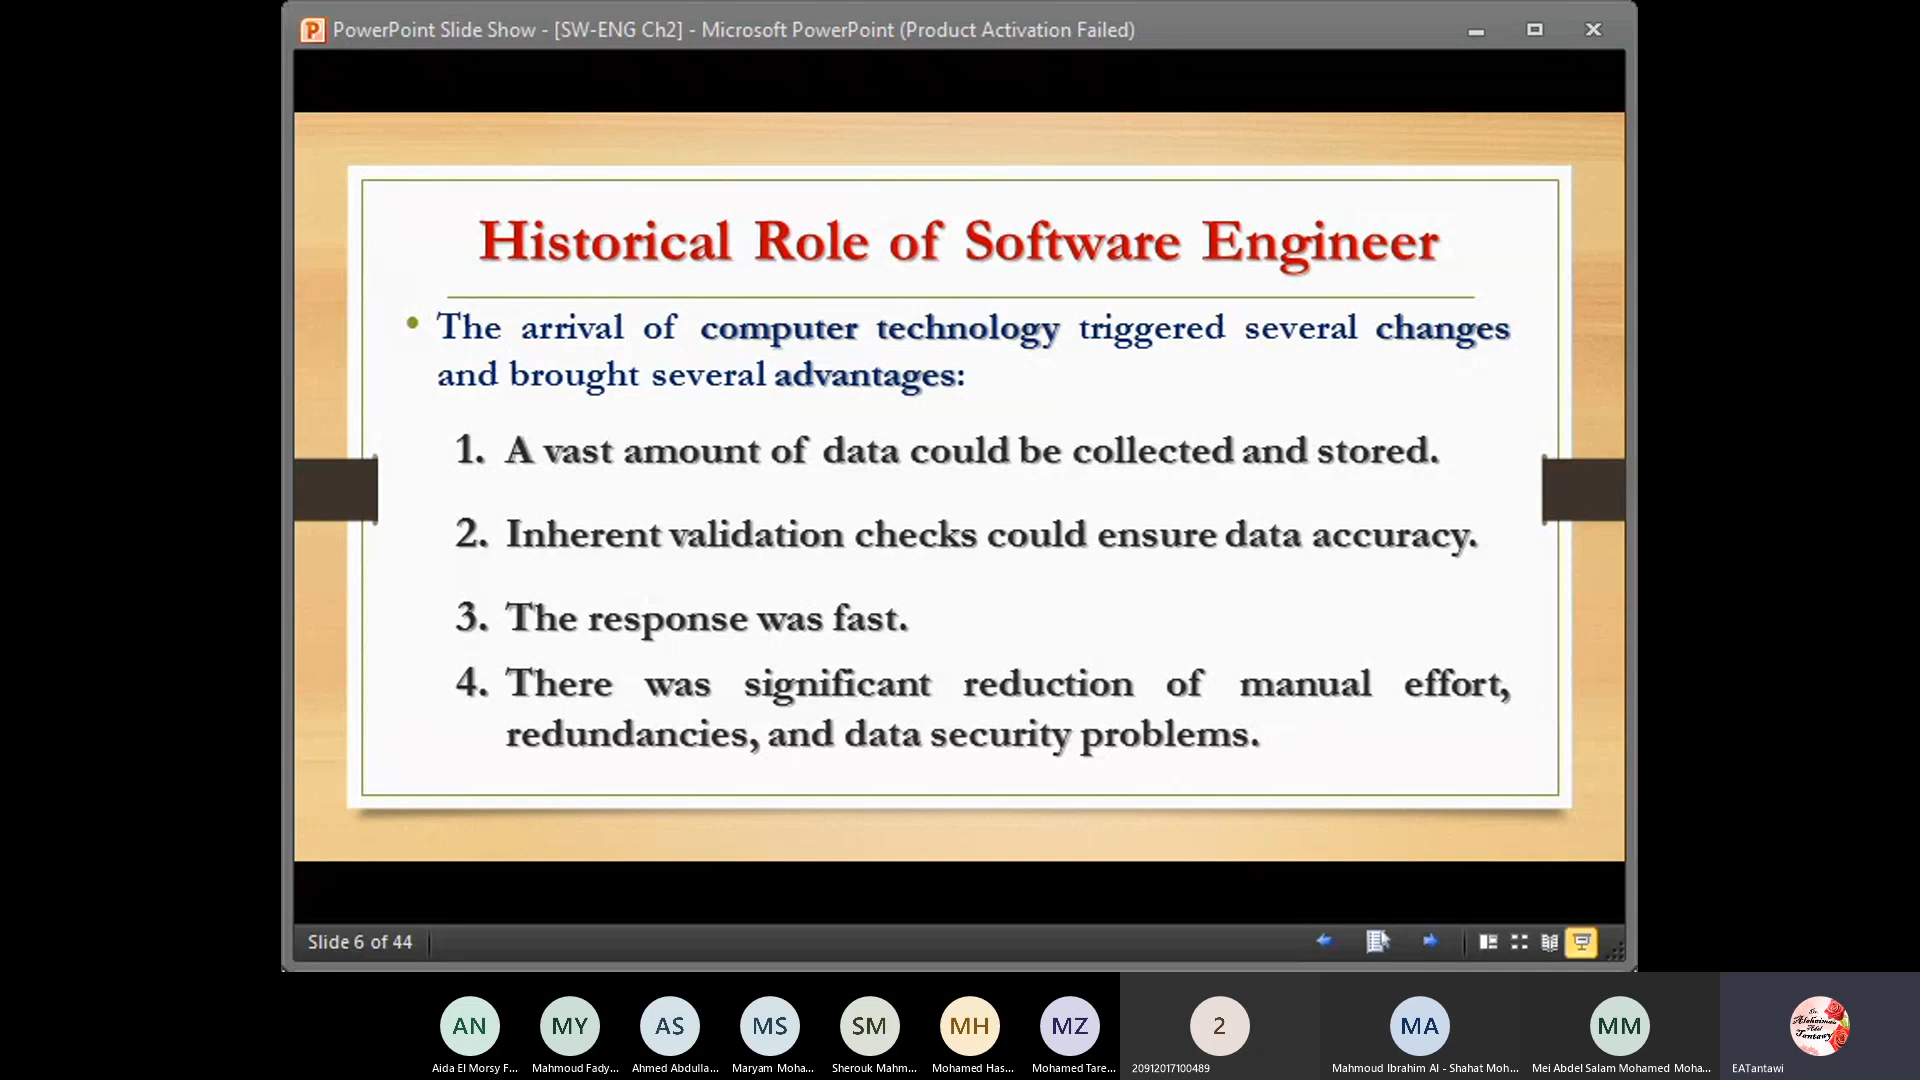 PowerPoint Slide Show - [SW-ENG Ch2] - Microsoft PowerPoint (Product Activation Failed)
Historical Role of Software Engineer
• The arrival of computer technology triggered several changes
and brought several advantages:
1. A vast amount of data could be collected and stored.
2. Inherent validation checks could ensure data accuracy.
3. The response was fast.
4. There was significant reduction of manual effort,
redundancies, and data security problems.
Slide 6 of 44
AN MY AS MS SM MH MZ 2 MA MM
Aida El Morsy F... Mahmoud Fady... Ahmed Abdulla... Maryam Moha... Sherouk Mahm... Mohamed Has... Mohamed Tare... 20912017100489 Mahmoud Ibrahim Al - Shahat Moh... Mei Abdel Salam Mohamed Moha... EATantawi